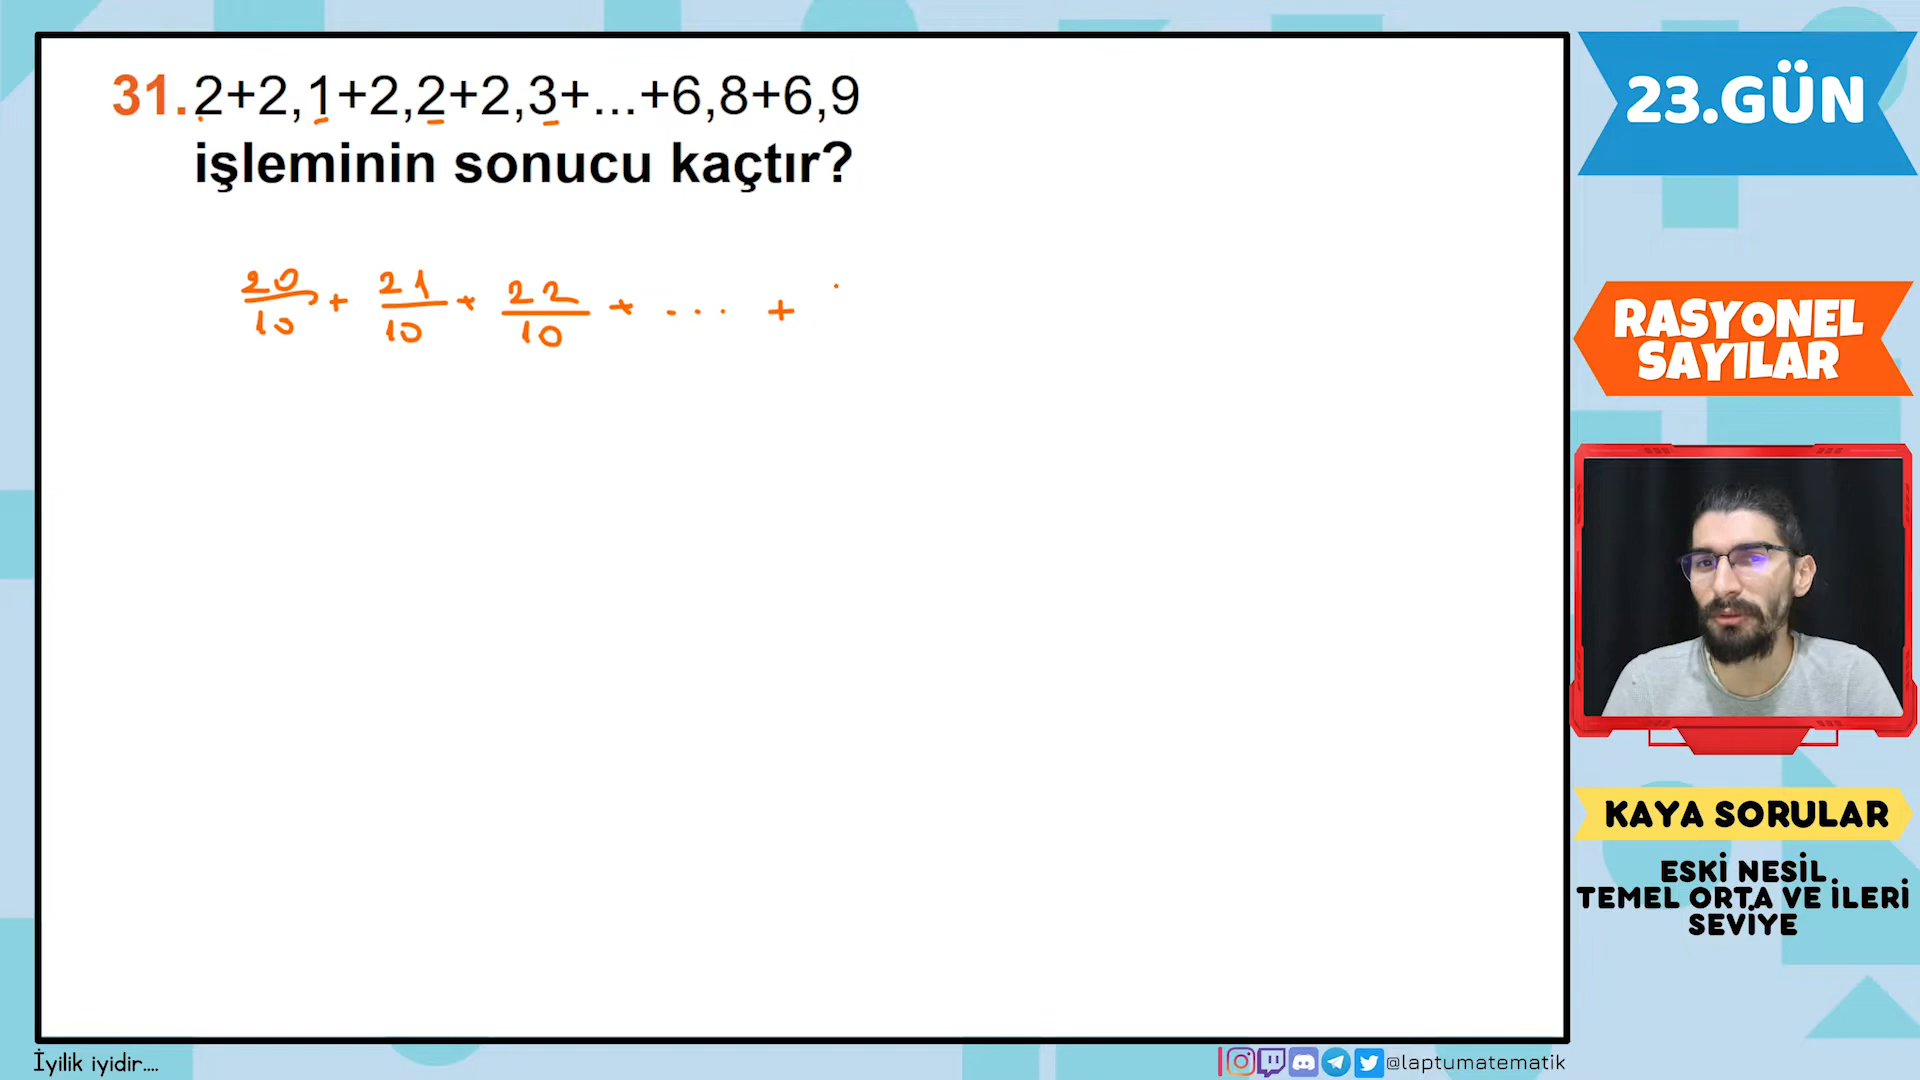 31. 2+2,1+2,2+2,3+...+6,8+6,9
işleminin sonucu kaçtır?
20/10 + 21/10 + 22/10 + ... +
23.GÜN
RASYONEL
SAYILAR
KAYA SORULAR
ESKİ NESİL
TEMEL ORTA VE İLERİ
SEVİYE
İyilik iyidir....
@laptumatematik